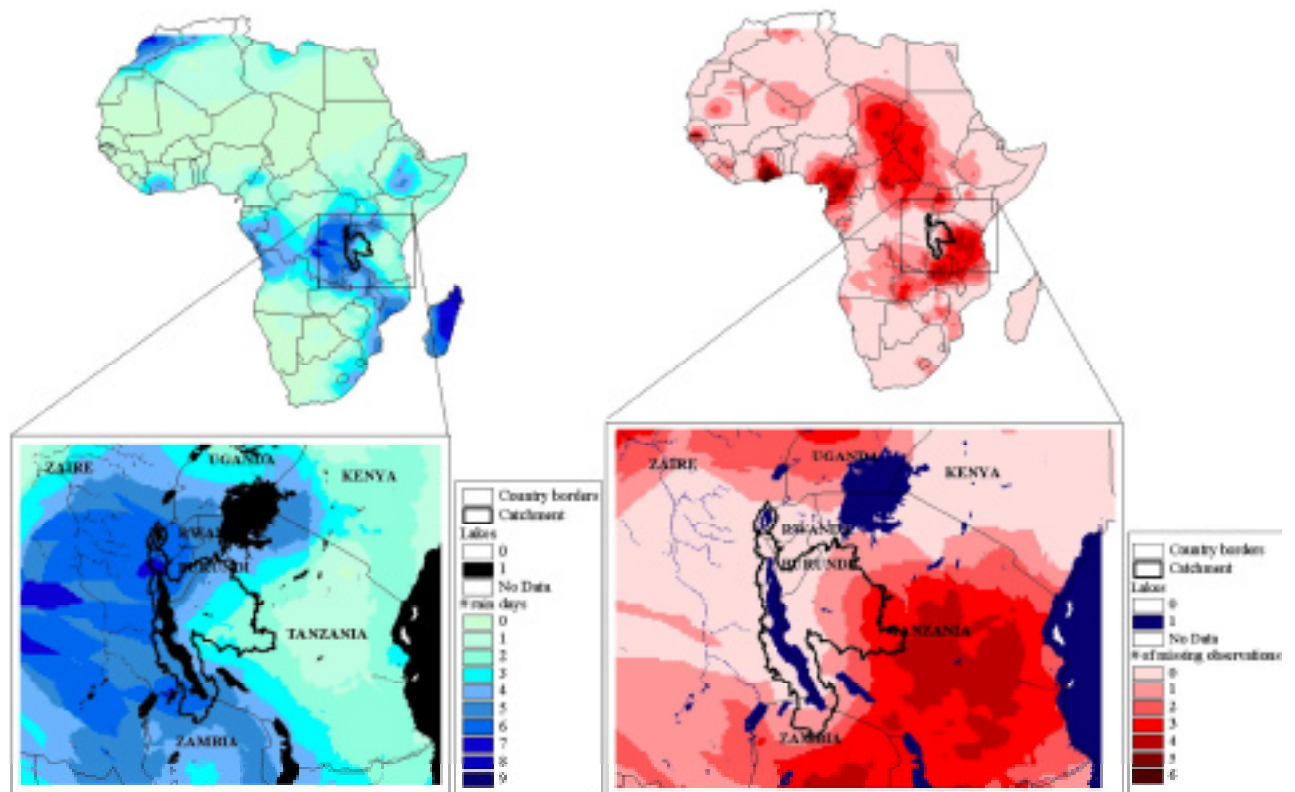 ZAIRE
UGANDA
KENYA
RWANDA
BURUNDI
TANZANIA
ZAMBIA
Country borders
Catchment
Lakes
0
1
No Data
# rain days
0
1
2
3
4
5
6
7
8
9
ZAIRE
UGANDA
KENYA
RWANDA
BURUNDI
TANZANIA
ZAMBIA
Country borders
Catchment
Lakes
0
1
No Data
# of missing observations
0
1
2
3
4
5
6